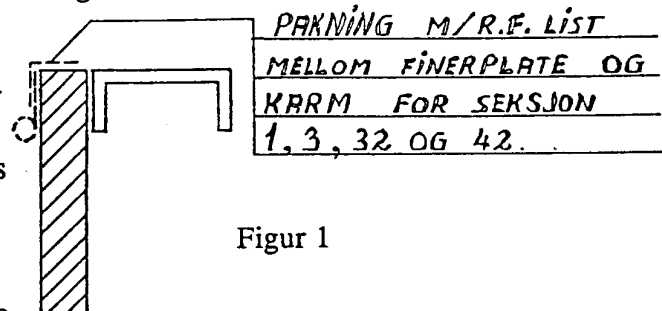 PAKNING M/R.F. LIST
MELLOM FINERPLATE OG
KARM FOR SEKSJON
1, 3, 32 OG 42.
s
Figur 1